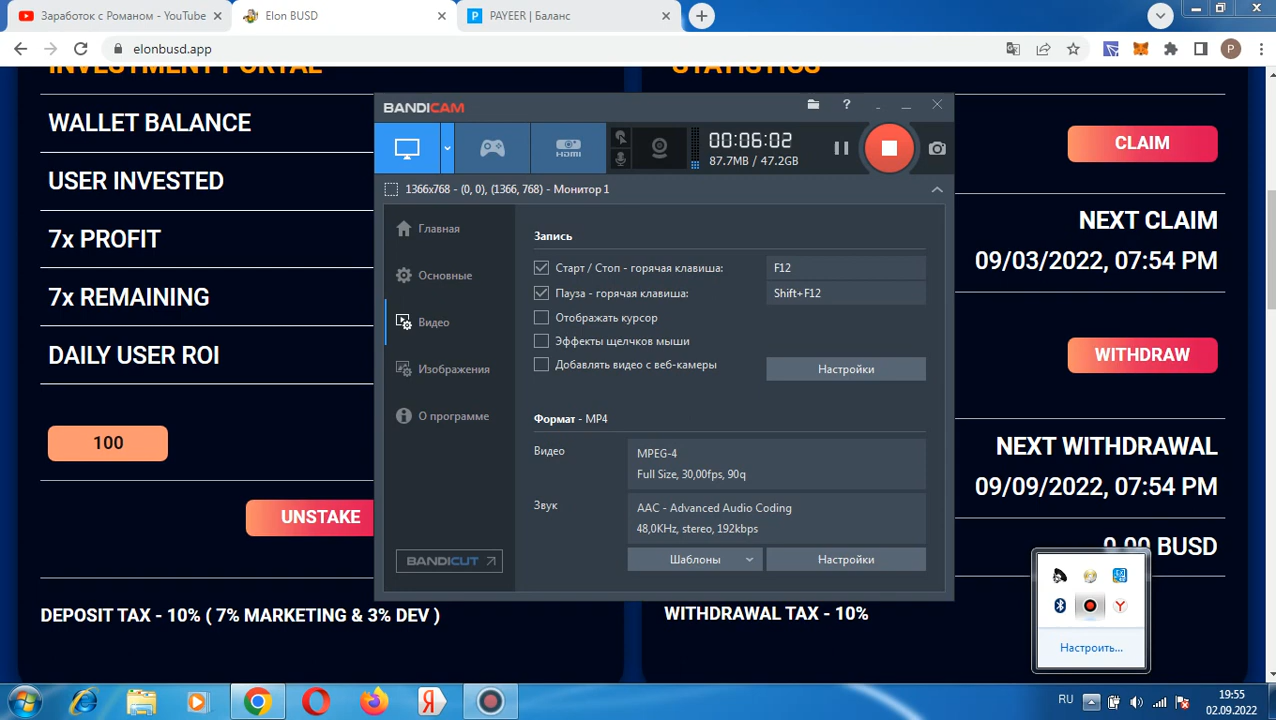 Заработок с Романом - YouTube
Elon BUSD
PAYEER | Баланс
elonbusd.app
P
INVESTMENT PORTAL
STATISTICS
WALLET BALANCE
USER INVESTED
7x PROFIT
7x REMAINING
DAILY USER ROI
100
UNSTAKE
DEPOSIT TAX - 10% ( 7% MARKETING & 3% DEV )
BANDICAM
HDMI
00:06:02
87.7MB / 47.2GB
1366x768 - (0, 0), (1366, 768) - Монитор 1
Главная
Основные
Видео
Изображения
О программе
BANDICUT
Запись
Старт / Стоп - горячая клавиша:
F12
Пауза - горячая клавиша:
Shift+F12
Отображать курсор
Эффекты щелчков мыши
Добавлять видео с веб-камеры
Настройки
Формат - MP4
Видео
MPEG-4
Full Size, 30,00fps, 90q
Звук
AAC - Advanced Audio Coding
48,0KHz, stereo, 192kbps
Шаблоны
Настройки
CLAIM
NEXT CLAIM
09/03/2022, 07:54 PM
WITHDRAW
NEXT WITHDRAWAL
09/09/2022, 07:54 PM
0.00 BUSD
WITHDRAWAL TAX - 10%
Настроить...
RU
19:55
02.09.2022